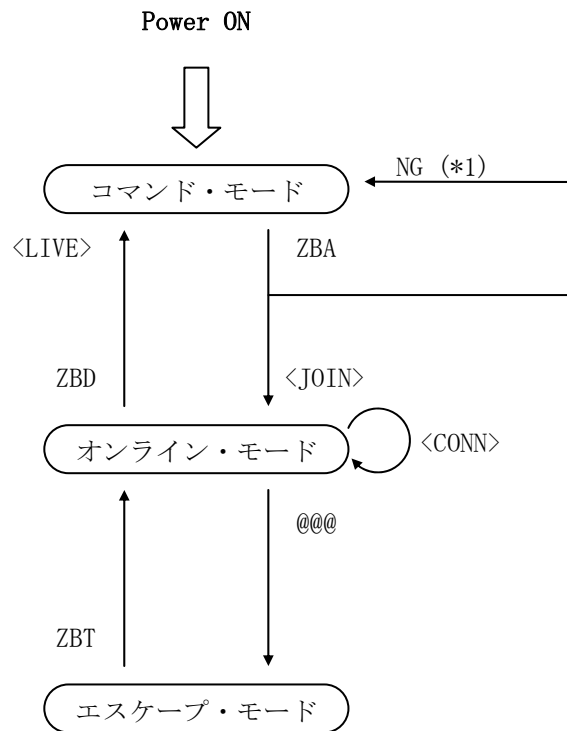 Power ON
NG (*1)
コマンド・モード
<LIVE>
ZBA
ZBD
<JOIN>
オンライン・モード
<CONN>
@@@
ZBT
エスケープ・モード